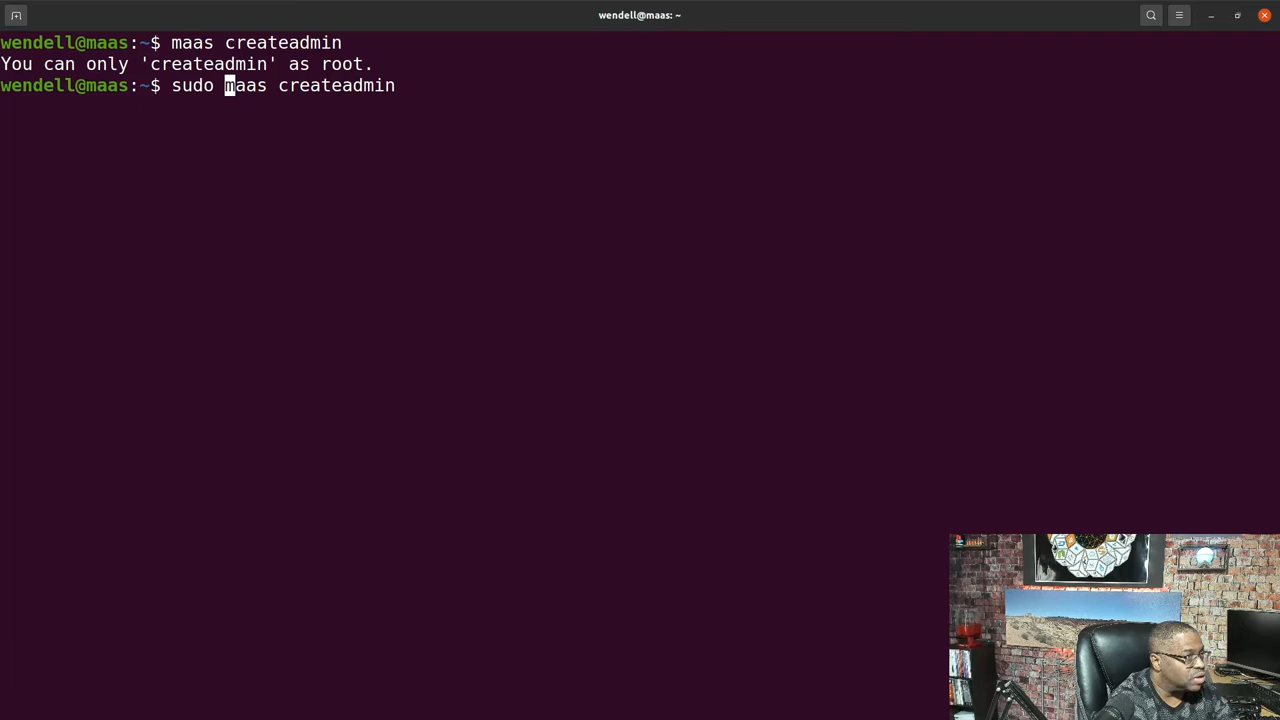 wendell@maas: ~
wendell@maas:~$ maas createadmin
You can only 'createadmin' as root.
wendell@maas:~$ sudo maas createadmin